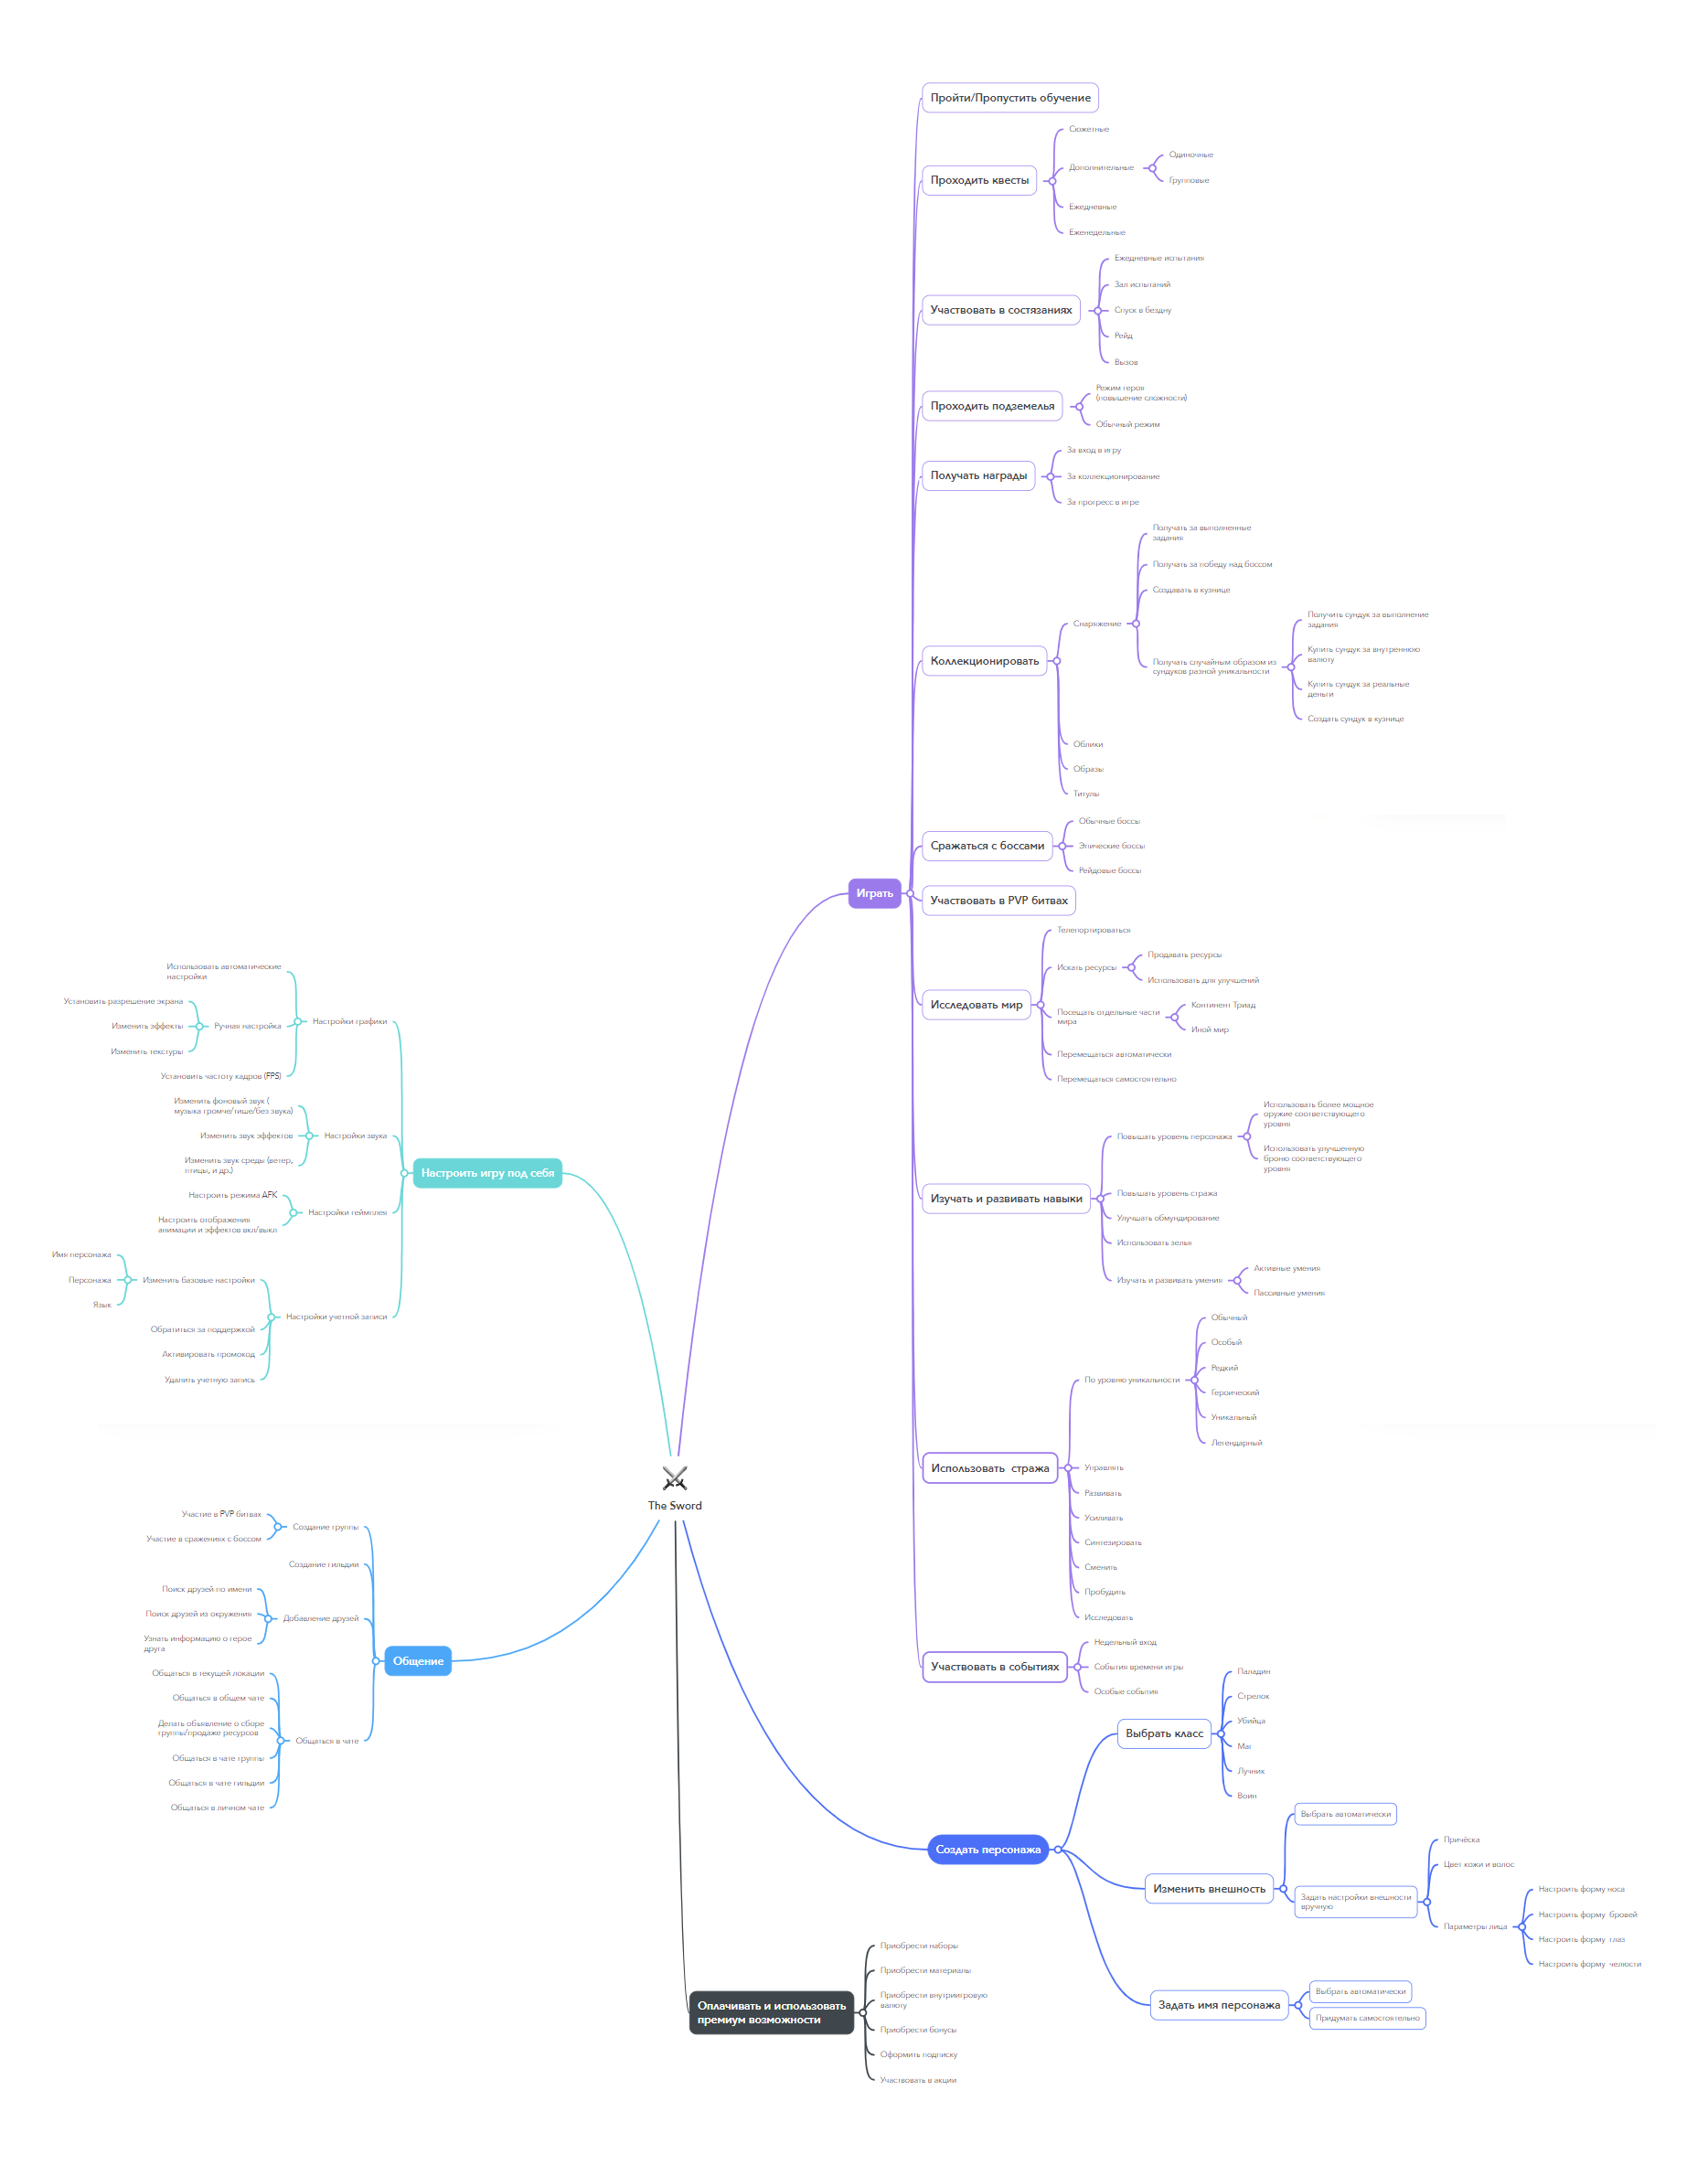 Пройти/Пропустить обучение
Проходить квесты
Сюжетные
Дополнительные
Одиночные
Групповые
Ежедневные
Еженедельные
Участвовать в состязаниях
Ежедневные испытания
Зал испытаний
Спуск в бездну
Рейд
Вызов
Проходить подземелья
Режим героя
(повышение сложности)
Обычный режим
Получать награды
За вход в игру
За коллекционирование
За прогресс в игре
Коллекционировать
Снаряжение
Получать за выполненные
задания
Получать за победу над боссом
Создавать в кузнице
Получать случайным образом из
сундуков разной уникальности
Получить сундук за выполнение
задания
Купить сундук за внутреннюю
валюту
Купить сундук за реальные
деньги
Создать сундук в кузнице
Облики
Образы
Титулы
Сражаться с боссами
Обычные боссы
Эпические боссы
Рейдовые боссы
Играть
Участвовать в PVP битвах
Исследовать мир
Телепортироваться
Искать ресурсы
Продавать ресурсы
Использовать для улучшений
Посещать отдельные части
мира
Континент Триад
Иной мир
Перемещаться автоматически
Перемещаться самостоятельно
Изучать и развивать навыки
Повышать уровень персонажа
Использовать более мощное
оружие соответствующего
уровня
Использовать улучшенную
броню соответствующего
уровня
Повышать уровень стража
Улучшать обмундирование
Использовать зелья
Изучать и развивать умения
Активные умения
Пассивные умения
Использовать  стража
По уровню уникальности
Обычный
Особый
Редкий
Героический
Уникальный
Легендарный
Управлять
Развивать
Усиливать
Синтезировать
Сменить
Пробудить
Исследовать
Участвовать в событиях
Недельный вход
События времени игры
Особые события
Настроить игру под себя
Настройки графики
Использовать автоматические
настройки
Ручная настройка
Установить разрешение экрана
Изменить эффекты
Изменить текстуры
Установить частоту кадров (FPS)
Настройки звука
Изменить фоновый звук (
музыка громче/тише/без звука)
Изменить звук эффектов
Изменить звук среды (ветер,
птицы, и др.)
Настройки геймплея
Настроить режима AFK
Настроить отображения
анимации и эффектов вкл/выкл
Настройки учетной записи
Изменить базовые настройки
Имя персонажа
Персонажа
Язык
Обратиться за поддержкой
Активировать промокод
Удалить учетную запись
The Sword
Общение
Создание группы
Участие в PVP битвах
Участие в сражениях с боссом
Создание гильдии
Добавление друзей
Поиск друзей по имени
Поиск друзей из окружения
Узнать информацию о герое
друга
Общаться в чате
Общаться в текущей локации
Общаться в общем чате
Делать объявление о сборе
группы/продаже ресурсов
Общаться в чате группы
Общаться в чате гильдии
Общаться в личном чате
Создать персонажа
Выбрать класс
Паладин
Стрелок
Убийца
Маг
Лучник
Воин
Изменить внешность
Выбрать автоматически
Задать настройки внешности
вручную
Причёска
Цвет кожи и волос
Параметры лица
Настроить форму носа
Настроить форму  бровей
Настроить форму  глаз
Настроить форму  челюсти
Задать имя персонажа
Выбрать автоматически
Придумать самостоятельно
Оплачивать и использовать
премиум возможности
Приобрести наборы
Приобрести материалы
Приобрести внутриигровую
валюту
Приобрести бонусы
Оформить подписку
Участвовать в акции